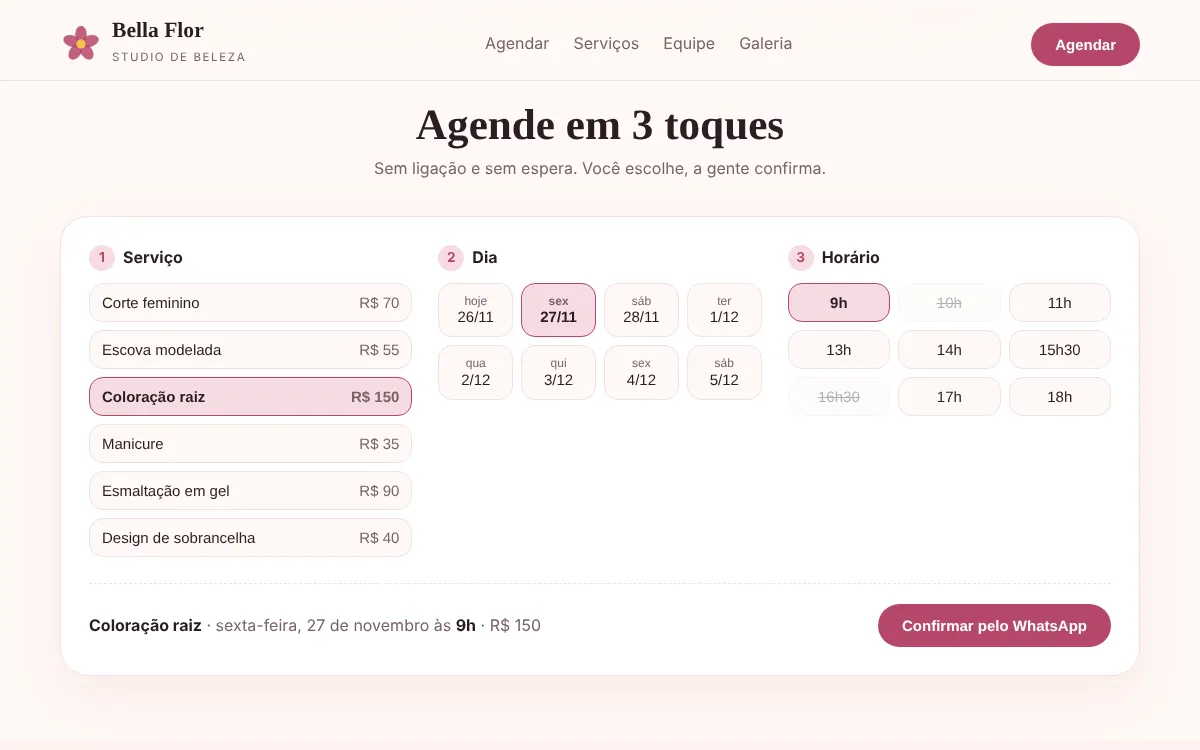 Bella Flor
STUDIO DE BELEZA
Agendar
Serviços
Equipe
Galeria
Agendar
Agende em 3 toques
Sem ligação e sem espera. Você escolhe, a gente confirma.
1 Serviço
Corte feminino R$ 70
Escova modelada R$ 55
Coloração raiz R$ 150
Manicure R$ 35
Esmaltação em gel R$ 90
Design de sobrancelha R$ 40
2 Dia
hoje
26/11
sex
27/11
sáb
28/11
ter
1/12
qua
2/12
qui
3/12
sex
4/12
sáb
5/12
3 Horário
9h
10h
11h
13h
14h
15h30
16h30
17h
18h
Coloração raiz · sexta-feira, 27 de novembro às 9h · R$ 150
Confirmar pelo WhatsApp